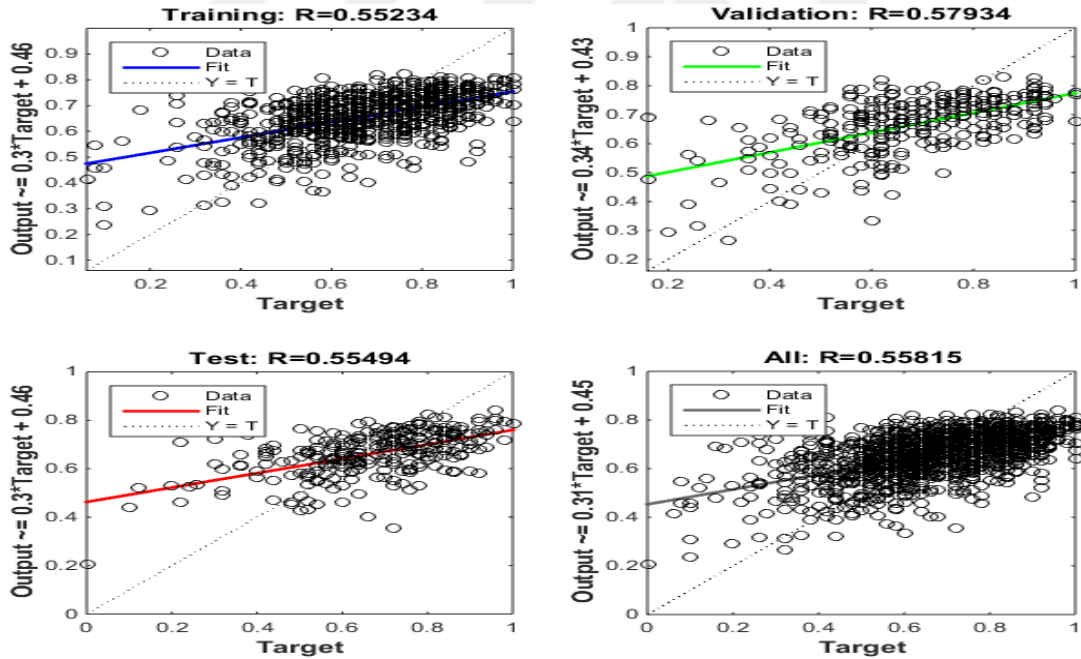 Training: R=0.55234
Output ~= 0.3*Target + 0.46
0.9
0.8
0.7
0.6
0.5
0.4
0.3
0.2
0.1
Data
Fit
Y = T
0.2
0.4
0.6
0.8
1
Target
Validation: R=0.57934
Output ~= 0.34*Target + 0.43
1
0.9
0.8
0.7
0.6
0.5
0.4
0.3
0.2
Data
Fit
Y = T
0.2
0.4
0.6
0.8
1
Target
Test: R=0.55494
Output ~= 0.3*Target + 0.46
1
0.8
0.6
0.4
0.2
0
Data
Fit
Y = T
0
0.2
0.4
0.6
0.8
1
Target
All: R=0.55815
Output ~= 0.31*Target + 0.45
1
0.8
0.6
0.4
0.2
0
Data
Fit
Y = T
0
0.2
0.4
0.6
0.8
1
Target